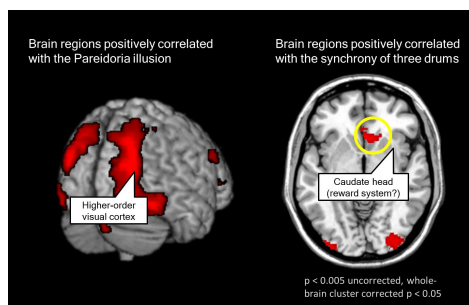 Brain regions positively correlated
with the Pareidoria illusion
Higher-order
visual cortex
Brain regions positively correlated
with the synchrony of three drums
Caudate head
(reward system?)
p < 0.005 uncorrected, whole-
brain cluster corrected p < 0.05